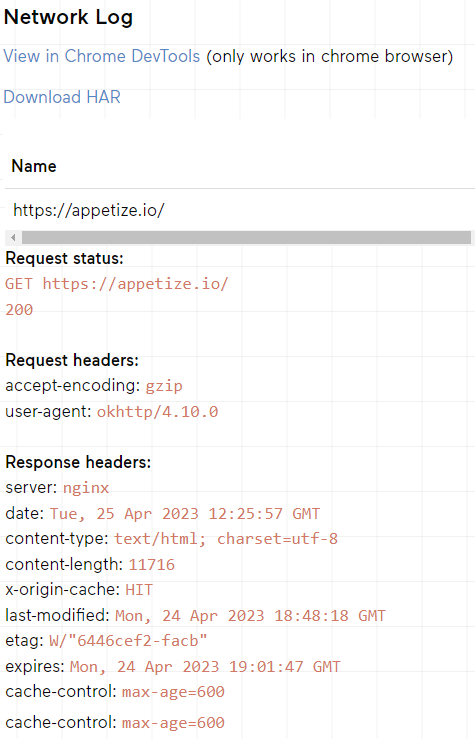 Network Log
View in Chrome DevTools (only works in chrome browser)
Download HAR
Name
https://appetize.io/
Request status:
GET https://appetize.io/
200
Request headers:
accept-encoding: gzip
user-agent: okhttp/4.10.0
Response headers:
server: nginx
date: Tue, 25 Apr 2023 12:25:57 GMT
content-type: text/html; charset=utf-8
content-length: 11716
x-origin-cache: HIT
last-modified: Mon, 24 Apr 2023 18:48:18 GMT
etag: W/"6446cef2-facb"
expires: Mon, 24 Apr 2023 19:01:47 GMT
cache-control: max-age=600
cache-control: max-age=600